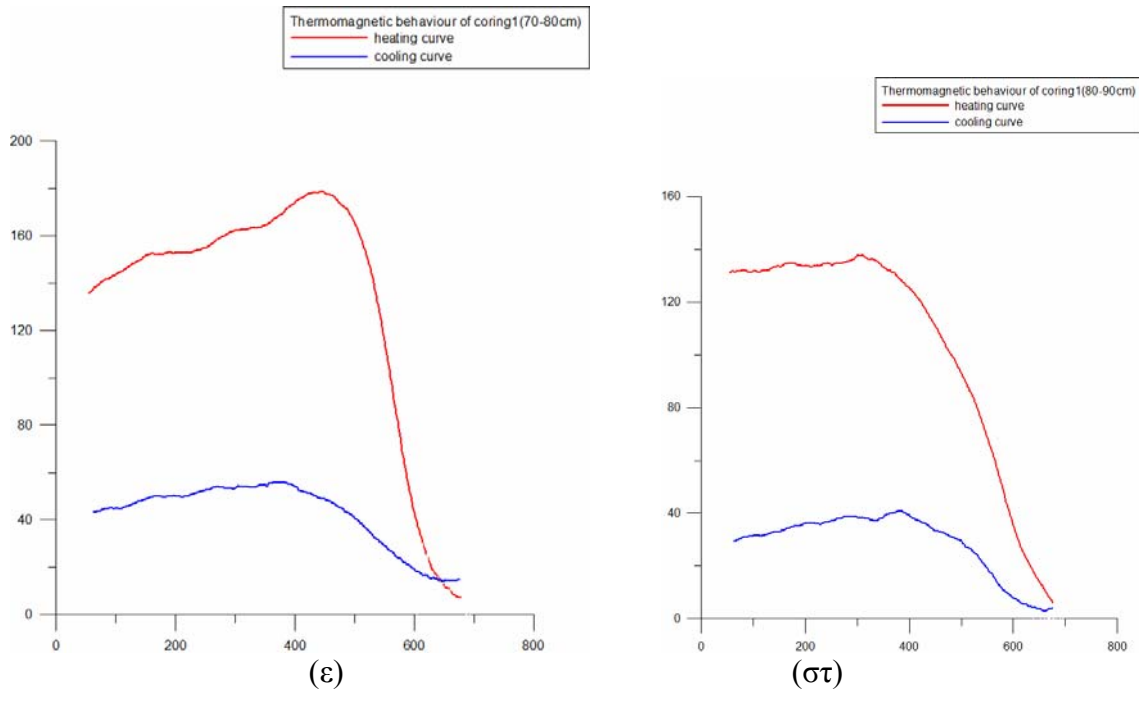 Thermomagnetic behaviour of coring1(70-80cm)
heating curve
cooling curve
200
160
120
80
40
0
0 200 400 600 800
(ε)
Thermomagnetic behaviour of coring1(80-90cm)
heating curve
cooling curve
160
120
80
40
0
0 200 400 600 800
(στ)